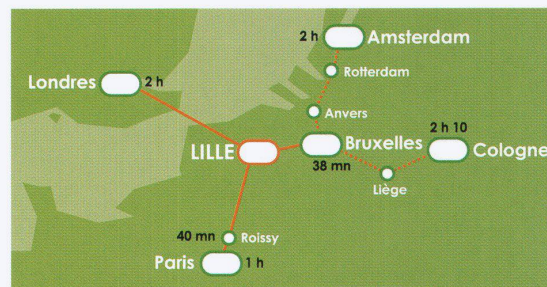 2 h Amsterdam
Rotterdam
Londres 2 h
Anvers
LILLE
Bruxelles
38 mn
2 h 10
Cologne
Liège
40 mn Roissy
Paris 1 h